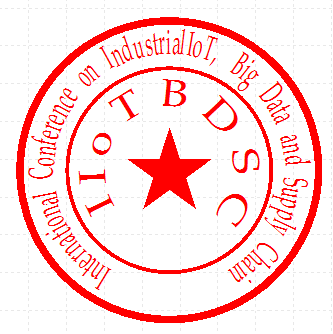 International Conference on IndustrialIoT, Big Data and Supply Chain
IIoTBDSC